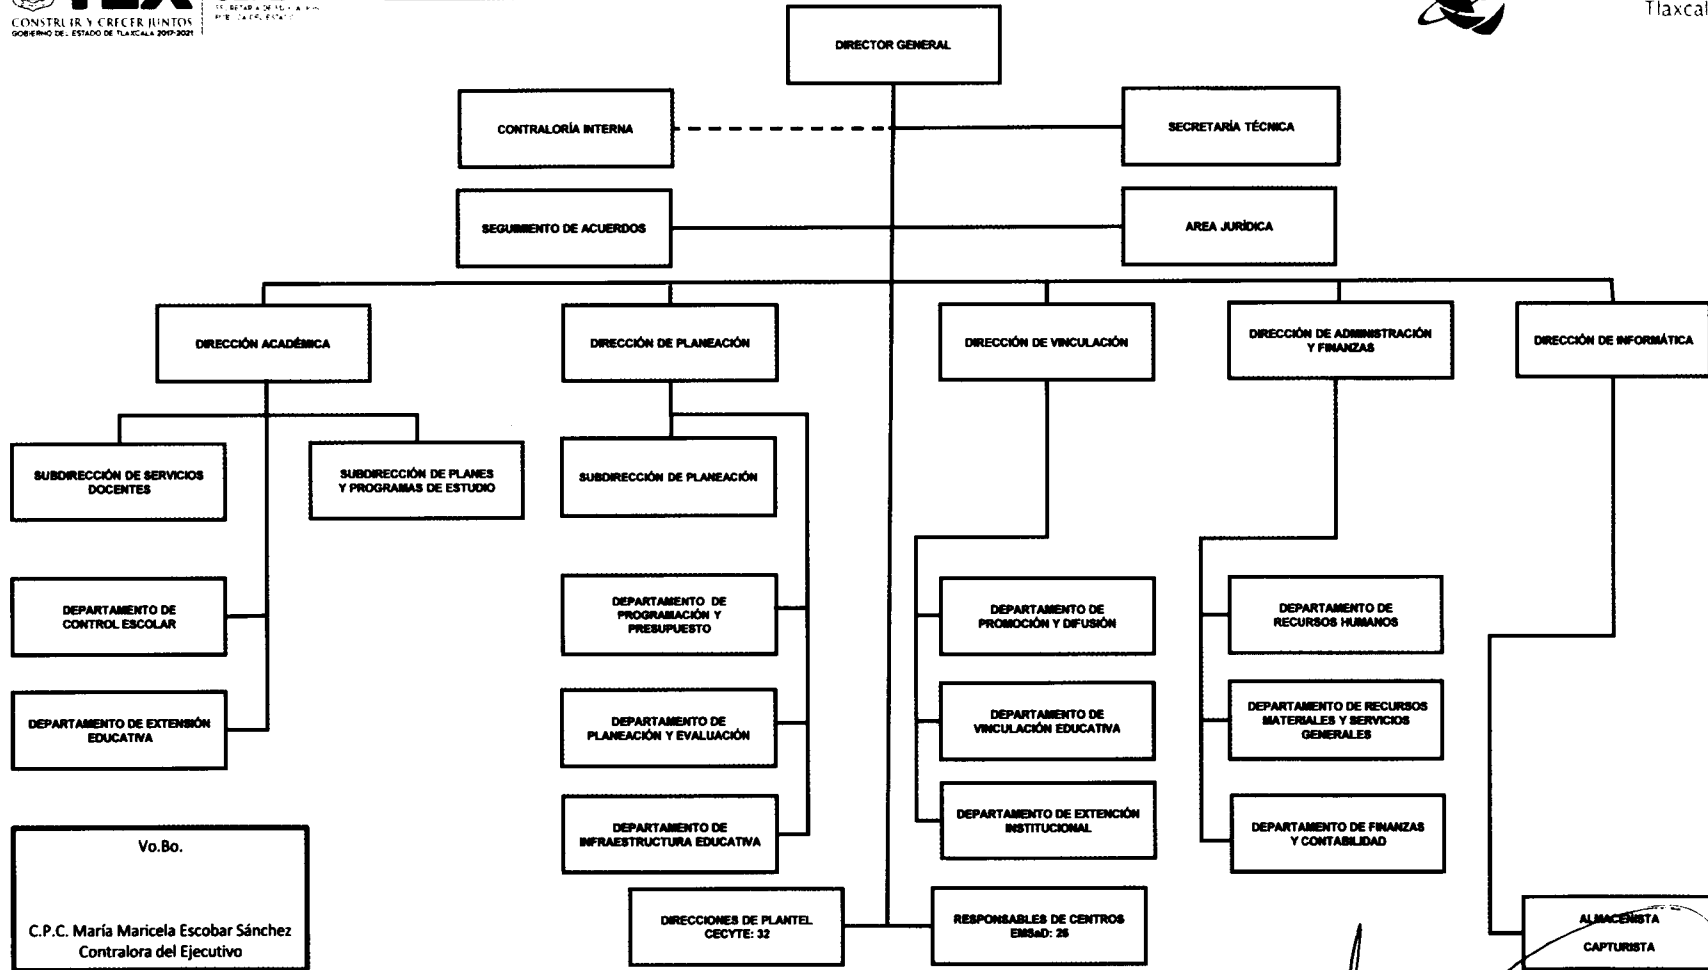 TLX
CONSTRUIR Y CRECER JUNTOS
GOBIERNO DEL ESTADO DE TLAXCALA 2017-2021
Tlaxcal
DIRECTOR GENERAL
CONTRALORÍA INTERNA
SECRETARÍA TÉCNICA
SEGUIMIENTO DE ACUERDOS
AREA JURÍDICA
DIRECCIÓN ACADÉMICA
DIRECCIÓN DE PLANEACIÓN
DIRECCIÓN DE VINCULACIÓN
DIRECCIÓN DE ADMINISTRACIÓN
Y FINANZAS
DIRECCIÓN DE INFORMÁTICA
SUBDIRECCIÓN DE SERVICIOS
DOCENTES
SUBDIRECCIÓN DE PLANES
Y PROGRAMAS DE ESTUDIO
SUBDIRECCIÓN DE PLANEACIÓN
DEPARTAMENTO DE
CONTROL ESCOLAR
DEPARTAMENTO DE
PROGRAMACIÓN Y
PRESUPUESTO
DEPARTAMENTO DE
PROMOCIÓN Y DIFUSIÓN
DEPARTAMENTO DE
RECURSOS HUMANOS
DEPARTAMENTO DE EXTENSIÓN
EDUCATIVA
DEPARTAMENTO DE
PLANEACIÓN Y EVALUACIÓN
DEPARTAMENTO DE
VINCULACIÓN EDUCATIVA
DEPARTAMENTO DE RECURSOS
MATERIALES Y SERVICIOS
GENERALES
DEPARTAMENTO DE
INFRAESTRUCTURA EDUCATIVA
DEPARTAMENTO DE EXTENCIÓN
INSTITUCIONAL
DEPARTAMENTO DE FINANZAS
Y CONTABILIDAD
Vo.Bo.
C.P.C. María Maricela Escobar Sánchez
Contralora del Ejecutivo
DIRECCIONES DE PLANTEL
CECYTE: 32
RESPONSABLES DE CENTROS
EMSaD: 26
ALMACENISTA
CAPTURISTA